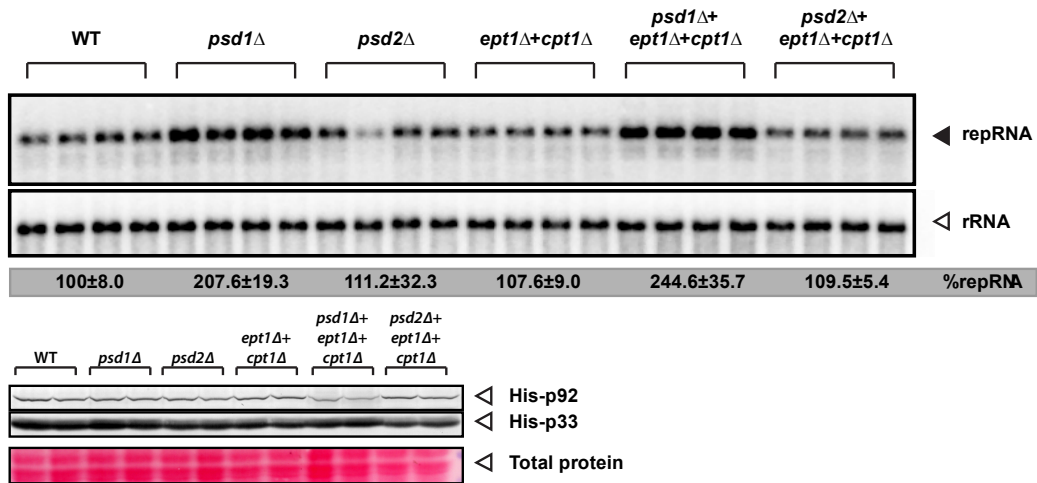 psd1Δ+ psd2Δ+
WT psd1Δ psd2Δ ept1Δ+cpt1Δ ept1Δ+cpt1Δ ept1Δ+cpt1Δ
repRNA
rRNA
100±8.0 207.6±19.3 111.2±32.3 107.6±9.0 244.6±35.7 109.5±5.4 %repRNA
psd1Δ+ psd2Δ+
ept1Δ+ ept1Δ+ ept1Δ+
WT psd1Δ psd2Δ cpt1Δ cpt1Δ cpt1Δ
His-p92
His-p33
Total protein